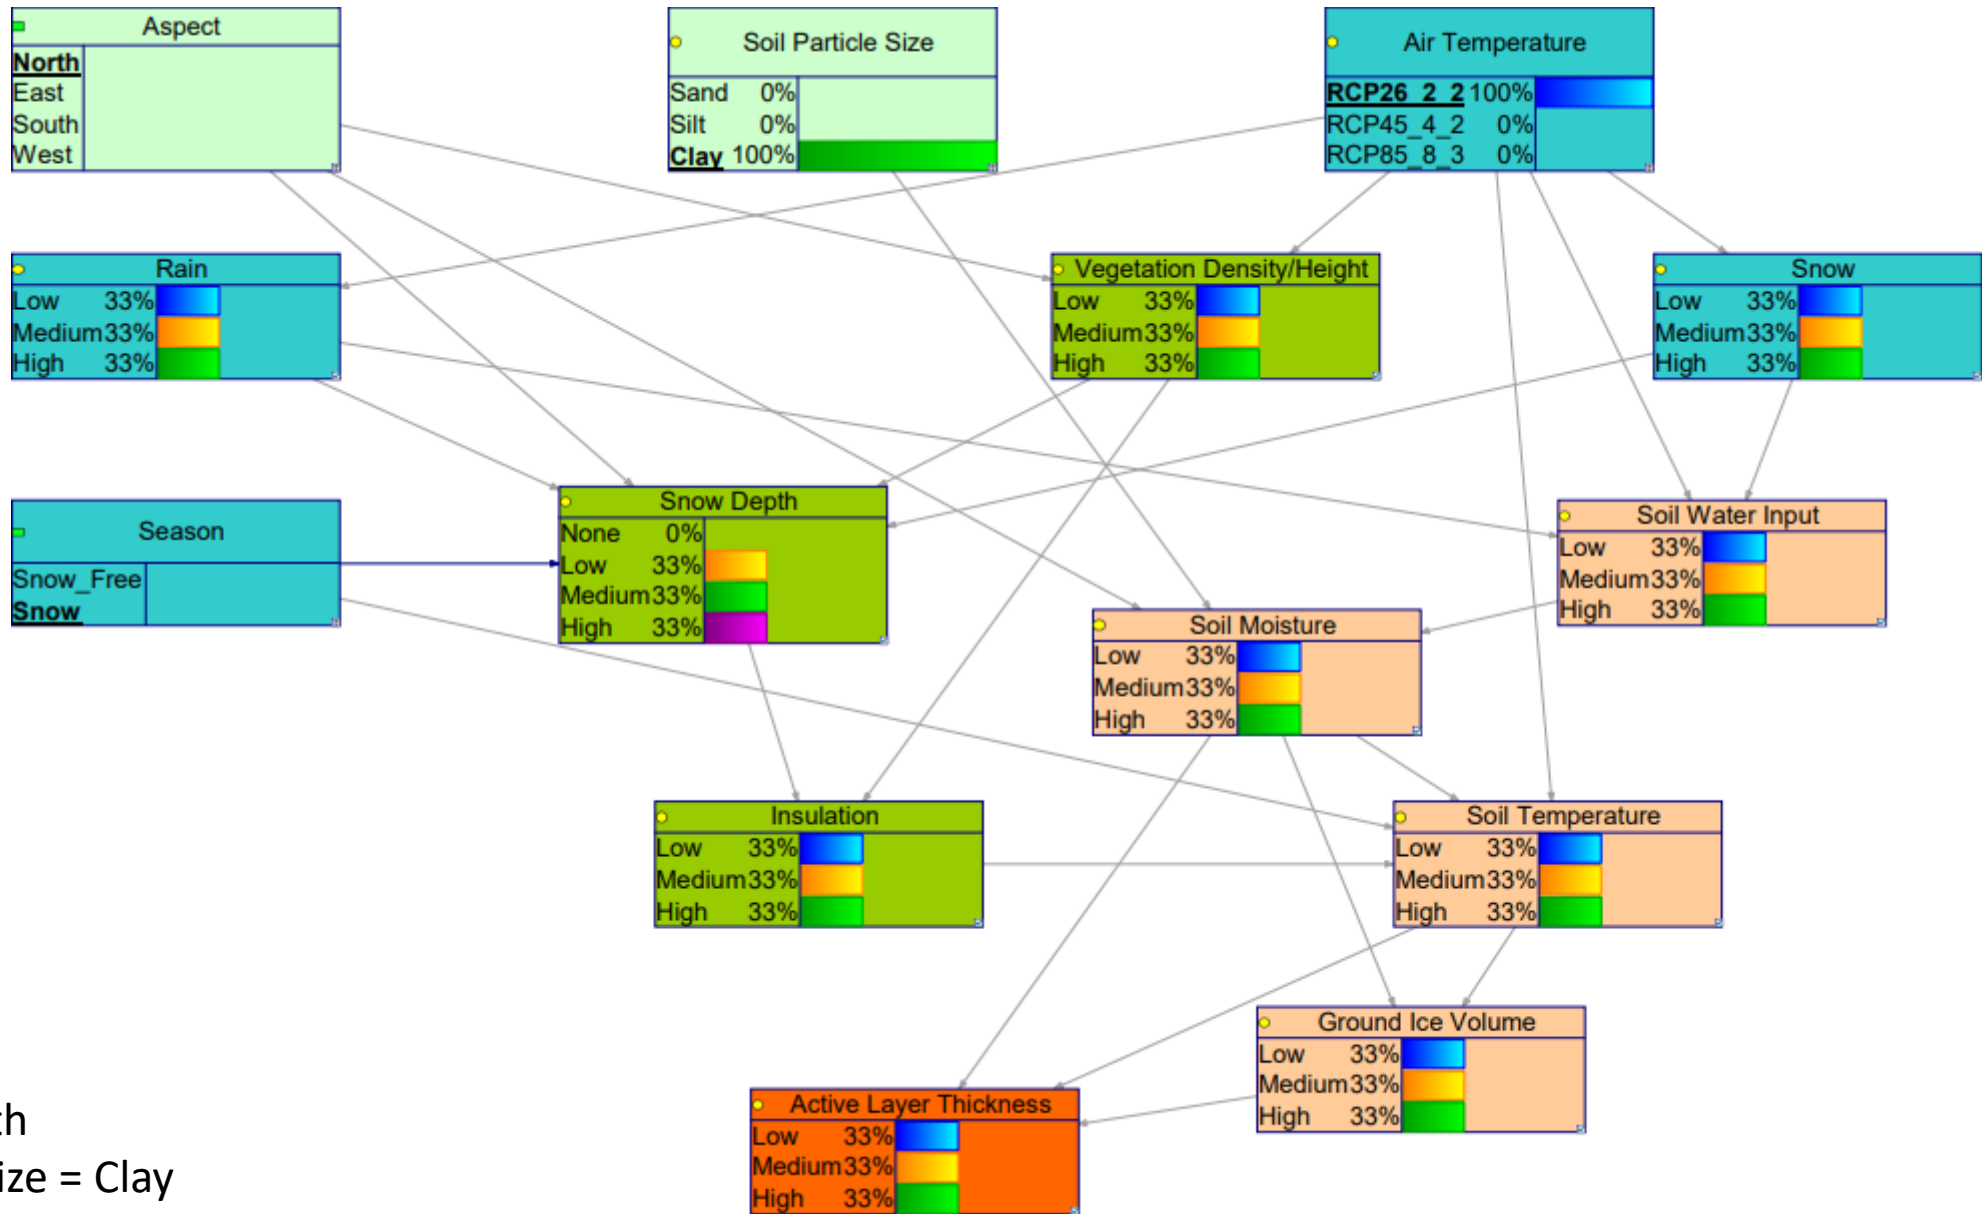 Aspect
North
East
South
West
Soil Particle Size
Sand 0%
Silt 0%
Clay 100%
Air Temperature
RCP26_2_2 100%
RCP45_4_2 0%
RCP85_8_3 0%
Rain
Low 33%
Medium 33%
High 33%
Vegetation Density/Height
Low 33%
Medium 33%
High 33%
Snow
Low 33%
Medium 33%
High 33%
Season
Snow_Free
Snow
Snow Depth
None 0%
Low 33%
Medium 33%
High 33%
Soil Water Input
Low 33%
Medium 33%
High 33%
Soil Moisture
Low 33%
Medium 33%
High 33%
Insulation
Low 33%
Medium 33%
High 33%
Soil Temperature
Low 33%
Medium 33%
High 33%
Ground Ice Volume
Low 33%
Medium 33%
High 33%
Active Layer Thickness
Low 33%
Medium 33%
High 33%
th
ize = Clay